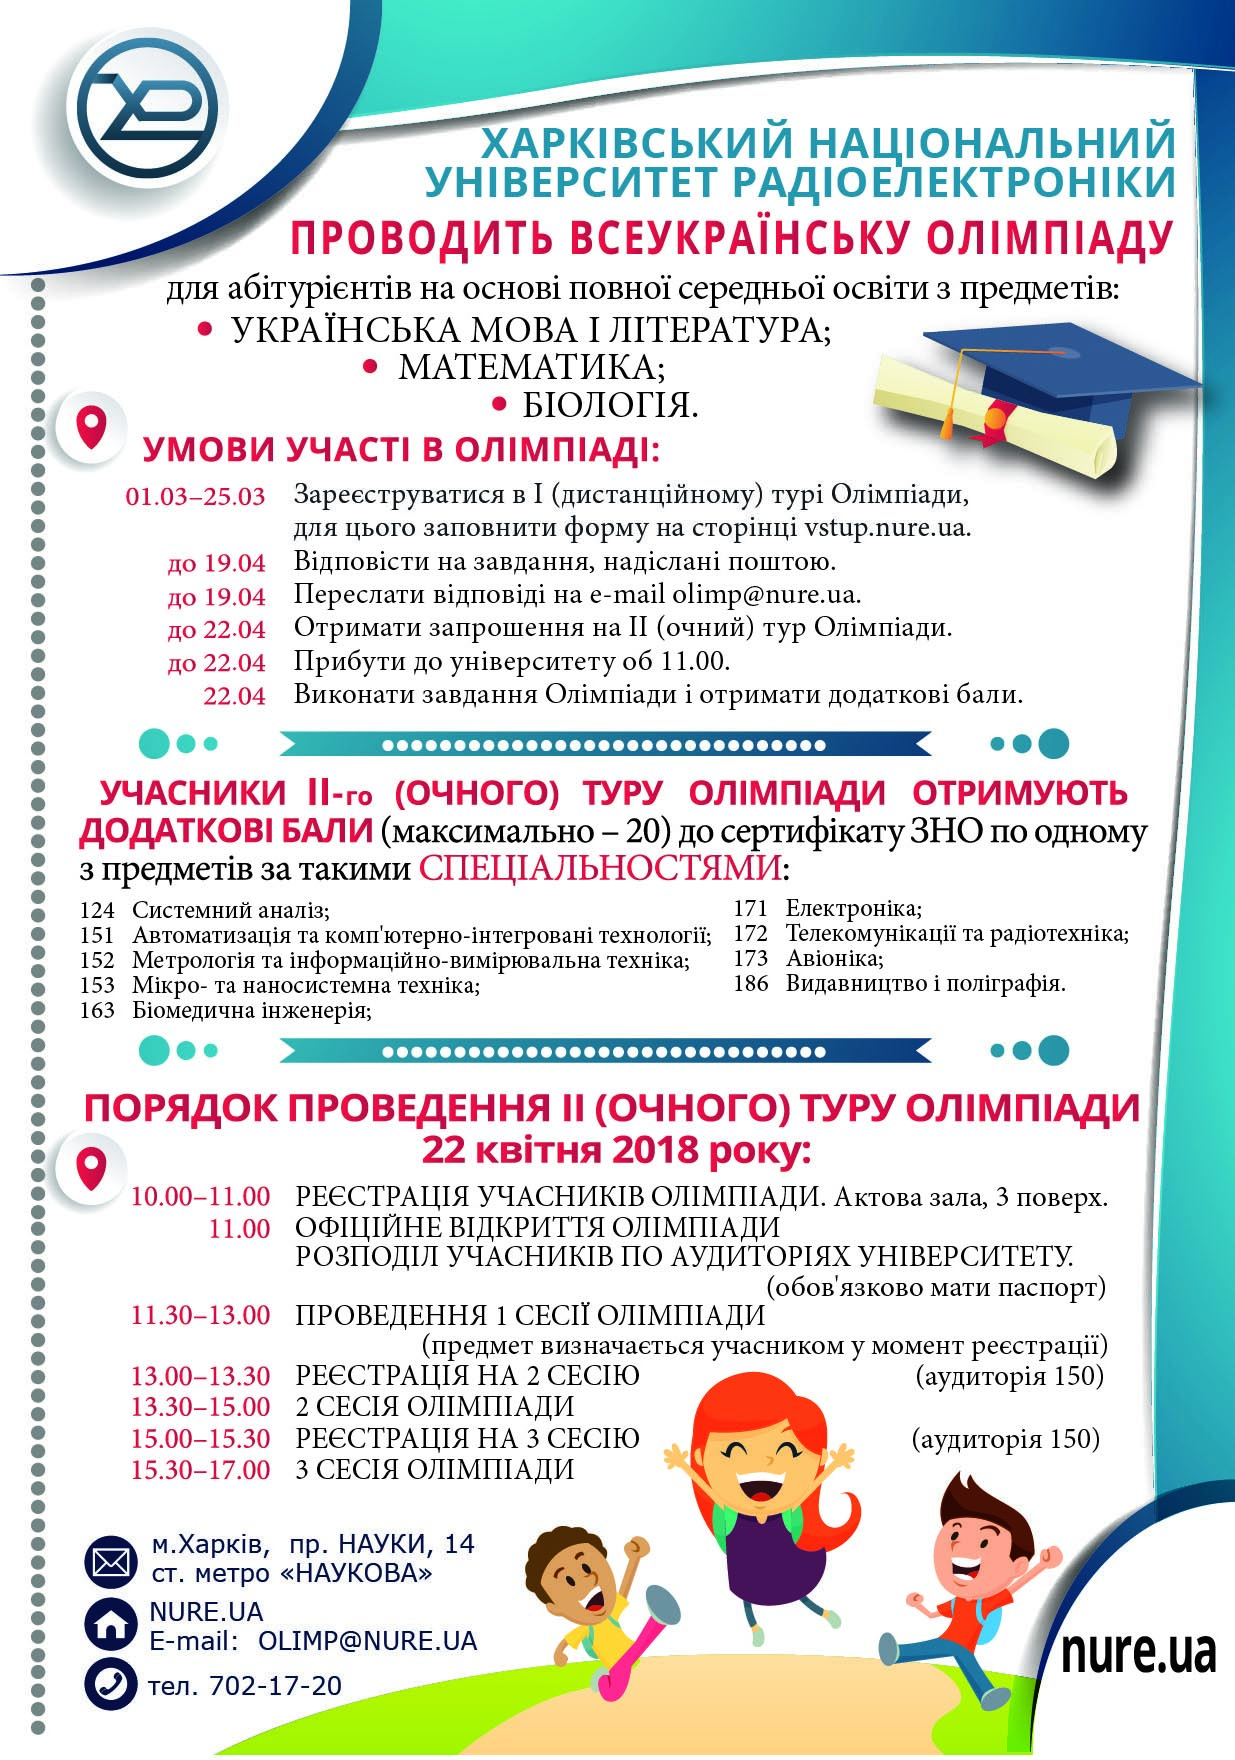 ХАРКІВСЬКИЙ НАЦІОНАЛЬНИЙ
УНІВЕРСИТЕТ РАДІОЕЛЕКТРОНІКИ
ПРОВОДИТЬ ВСЕУКРАЇНСЬКУ ОЛІМПІАДУ
для абітурієнтів на основі повної середньої освіти з предметів:
• УКРАЇНСЬКА МОВА І ЛІТЕРАТУРА;
• МАТЕМАТИКА;
• БІОЛОГІЯ.
УМОВИ УЧАСТІ В ОЛІМПІАДІ:
01.03–25.03 Зареєструватися в І (дистанційному) турі Олімпіади,
для цього заповнити форму на сторінці vstup.nure.ua.
до 19.04 Відповісти на завдання, надіслані поштою.
до 19.04 Переслати відповіді на e-mail olimp@nure.ua.
до 22.04 Отримати запрошення на ІІ (очний) тур Олімпіади.
до 22.04 Прибути до університету об 11.00.
22.04 Виконати завдання Олімпіади і отримати додаткові бали.
УЧАСНИКИ ІІ-го (ОЧНОГО) ТУРУ ОЛІМПІАДИ ОТРИМУЮТЬ
ДОДАТКОВІ БАЛИ (максимально – 20) до сертифікату ЗНО по одному
з предметів за такими СПЕЦІАЛЬНОСТЯМИ:
124 Системний аналіз;
151 Автоматизація та комп'ютерно-інтегровані технології;
152 Метрологія та інформаційно-вимірювальна техніка;
153 Мікро- та наносистемна техніка;
163 Біомедична інженерія;
171 Електроніка;
172 Телекомунікації та радіотехніка;
173 Авіоніка;
186 Видавництво і поліграфія.
ПОРЯДОК ПРОВЕДЕННЯ ІІ (ОЧНОГО) ТУРУ ОЛІМПІАДИ
22 квітня 2018 року:
10.00–11.00 РЕЄСТРАЦІЯ УЧАСНИКІВ ОЛІМПІАДИ. Актова зала, 3 поверх.
11.00 ОФІЦІЙНЕ ВІДКРИТТЯ ОЛІМПІАДИ
РОЗПОДІЛ УЧАСНИКІВ ПО АУДИТОРІЯХ УНІВЕРСИТЕТУ.
(обов'язково мати паспорт)
11.30–13.00 ПРОВЕДЕННЯ 1 СЕСІЇ ОЛІМПІАДИ
(предмет визначається учасником у момент реєстрації)
13.00–13.30 РЕЄСТРАЦІЯ НА 2 СЕСІЮ (аудиторія 150)
13.30–15.00 2 СЕСІЯ ОЛІМПІАДИ
15.00–15.30 РЕЄСТРАЦІЯ НА 3 СЕСІЮ (аудиторія 150)
15.30–17.00 3 СЕСІЯ ОЛІМПІАДИ
м.Харків, пр. НАУКИ, 14
ст. метро «НАУКОВА»
NURE.UA
E-mail: OLIMP@NURE.UA
тел. 702-17-20
nure.ua